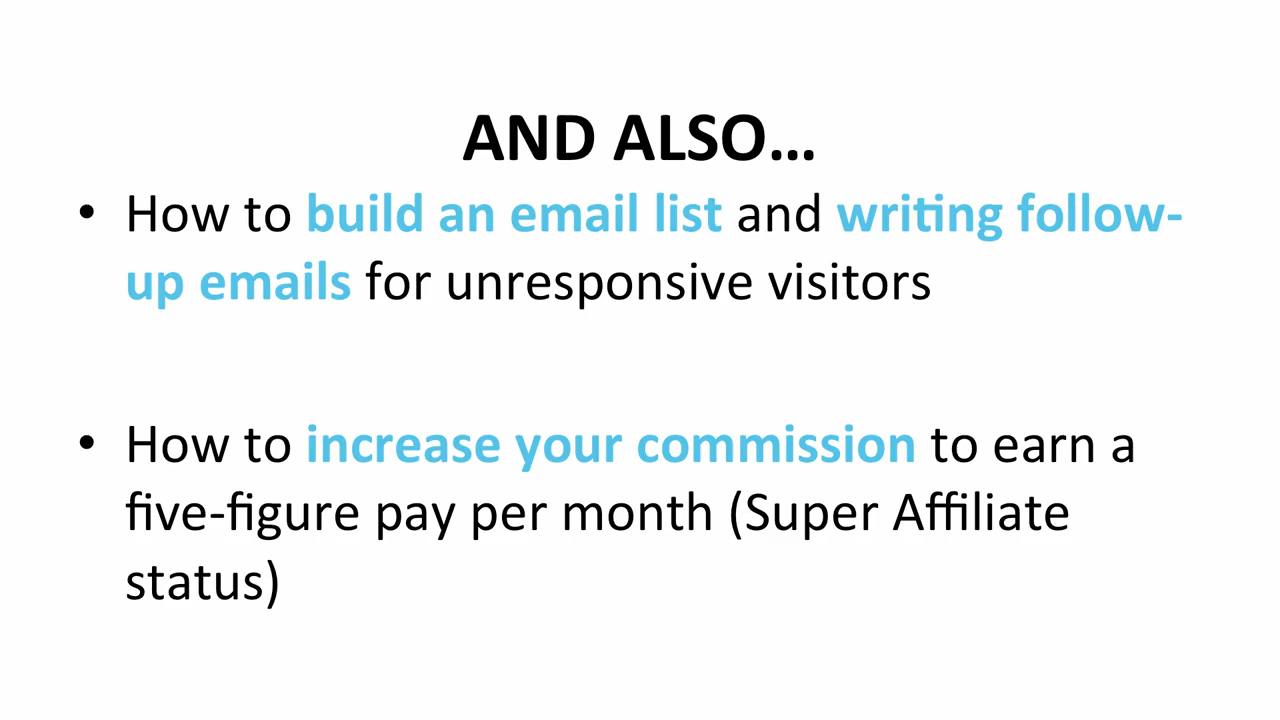 AND ALSO…
• How to build an email list and writing follow-
up emails for unresponsive visitors
• How to increase your commission to earn a
five-figure pay per month (Super Affiliate
status)